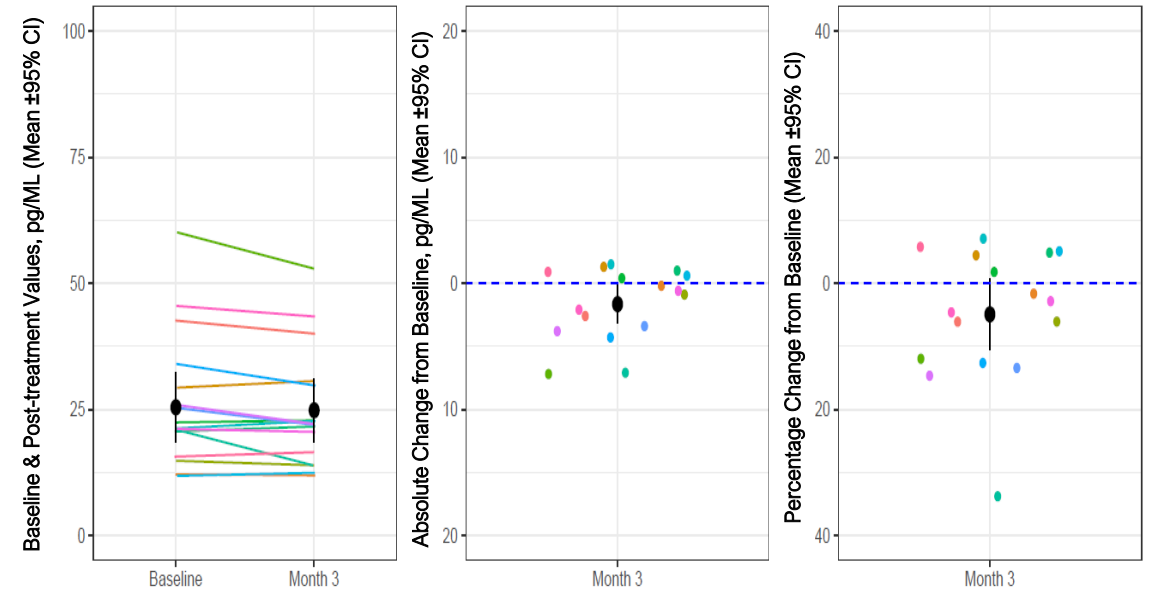 Baseline & Post-treatment Values, pg/ML (Mean ±95% CI)
100
75
50
25
0
Baseline
Month 3
Absolute Change from Baseline, pg/ML (Mean ±95% CI)
20
10
0
10
20
Month 3
Percentage Change from Baseline (Mean ±95% CI)
40
20
0
20
40
Month 3